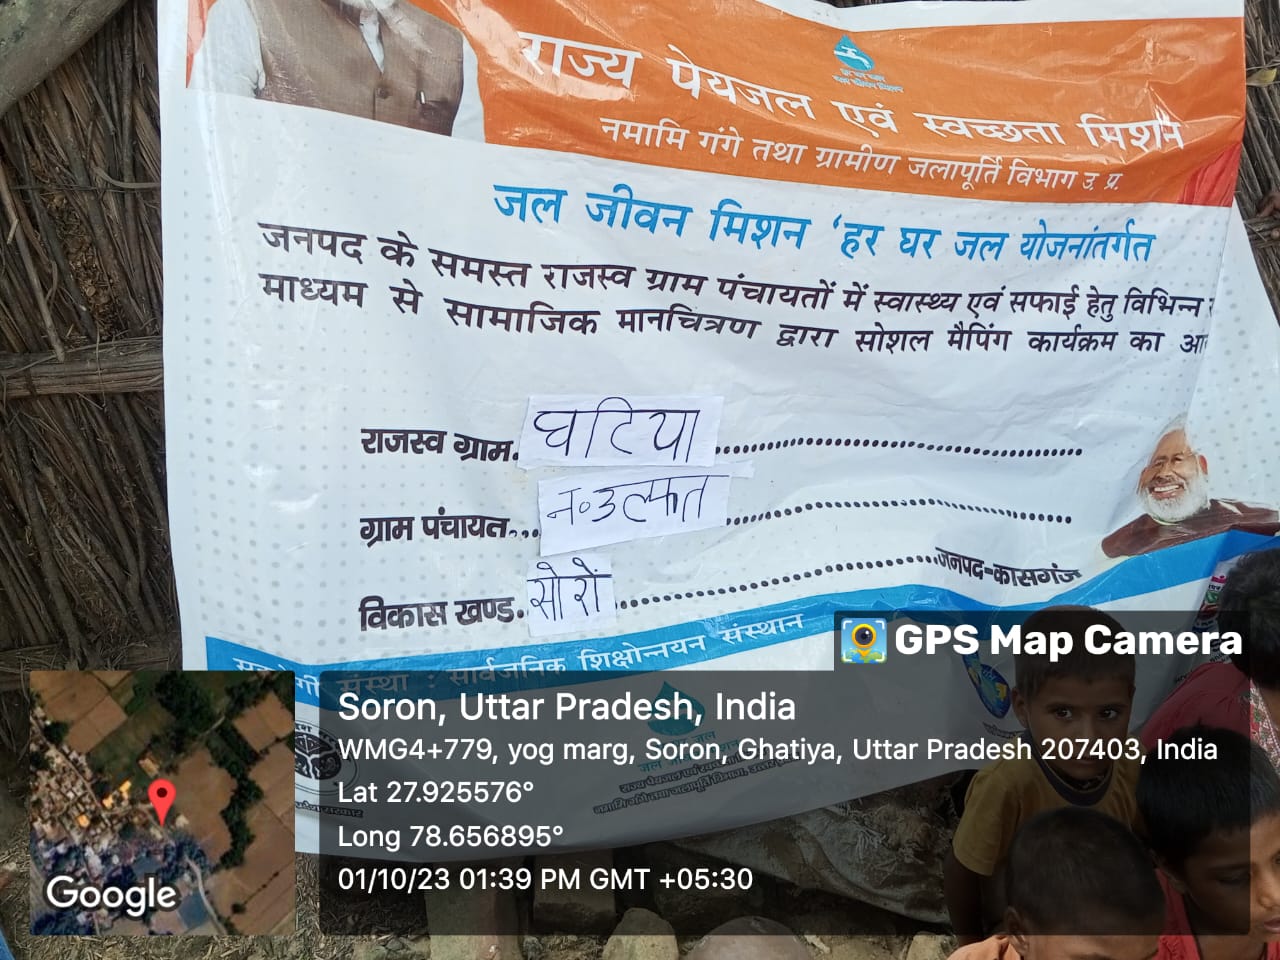 राज्य पेयजल एवं स्वच्छता मिशन
नमामि गंगे तथा ग्रामीण जलापूर्ति विभाग उ. प्र.
जल जीवन मिशन ‘हर घर जल योजनांतर्गत
जनपद के समस्त राजस्व ग्राम पंचायतों में स्वास्थ्य एवं सफाई हेतु विभिन्न
माध्यम से सामाजिक मानचित्रण द्वारा सोशल मैपिंग कार्यक्रम का
राजस्व ग्राम. घटिया
ग्राम पंचायत... न॰उल्फत
विकास खण्ड. सोरों जनपद-कासगंज
संस्था : सार्वजनिक शिक्षोन्नयन संस्थान
GPS Map Camera
Soron, Uttar Pradesh, India
WMG4+779, yog marg, Soron, Ghatiya, Uttar Pradesh 207403, India
Lat 27.925576°
Long 78.656895°
01/10/23 01:39 PM GMT +05:30
Google